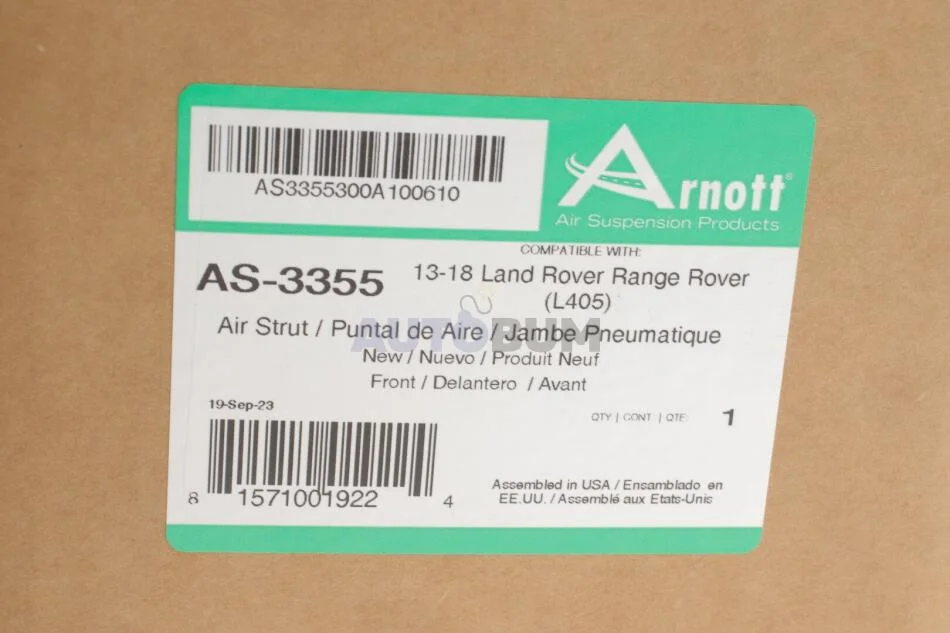 AS3355300A100610
Arnott®
Air Suspension Products
COMPATIBLE WITH:
AS-3355
13-18 Land Rover Range Rover
(L405)
AUTOBUM
Air Strut / Puntal de Aire / Jambe Pneumatique
New / Nuevo / Produit Neuf
Front / Delantero / Avant
19-Sep-23
QTY | CONT. | QTE: 1
8 1571001922 4
Assembled in USA / Ensamblado en
EE.UU. / Assemblé aux Etats-Unis